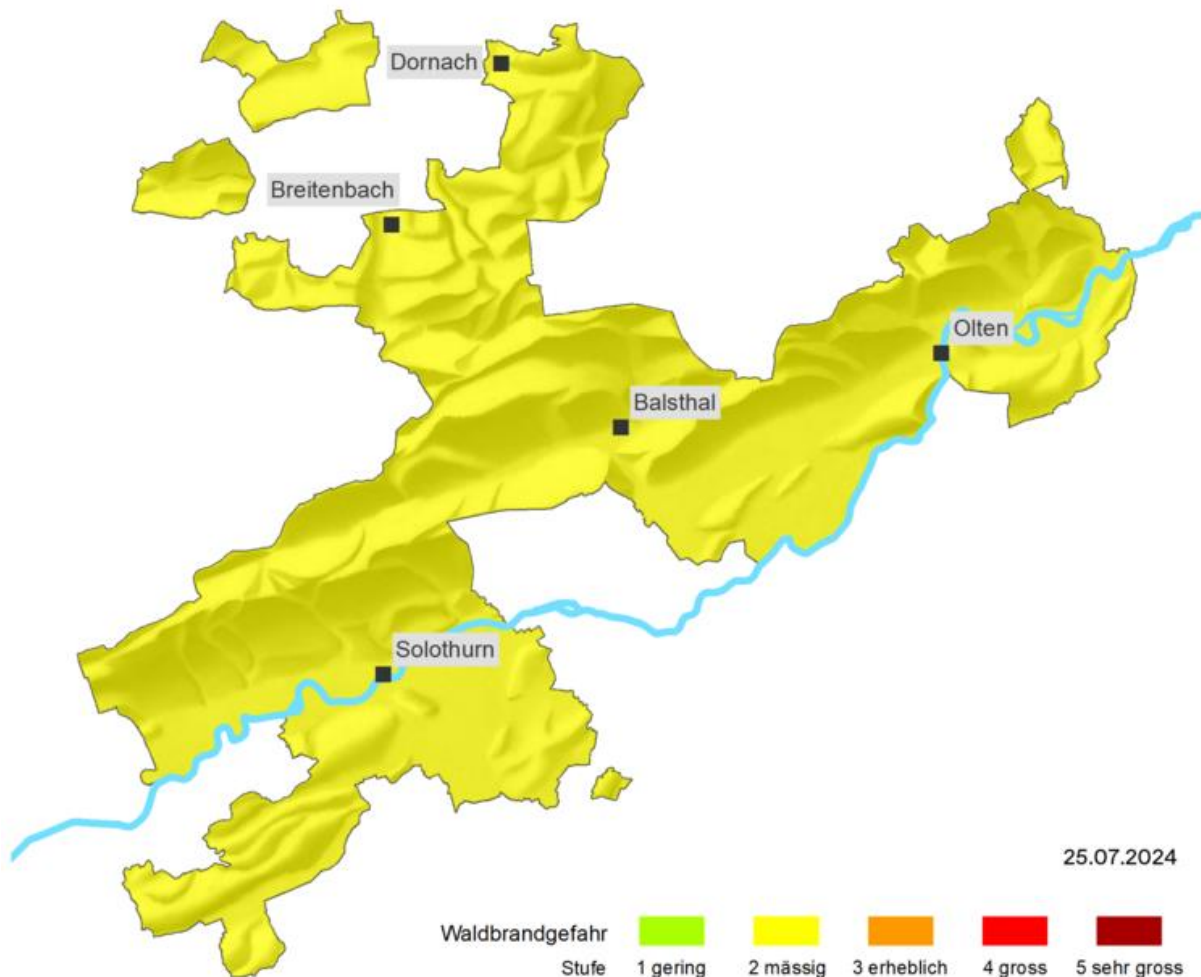 Dornach
Breitenbach
Olten
Balsthal
Solothurn
25.07.2024
Waldbrandgefahr
Stufe 1 gering 2 mässig 3 erheblich 4 gross 5 sehr gross